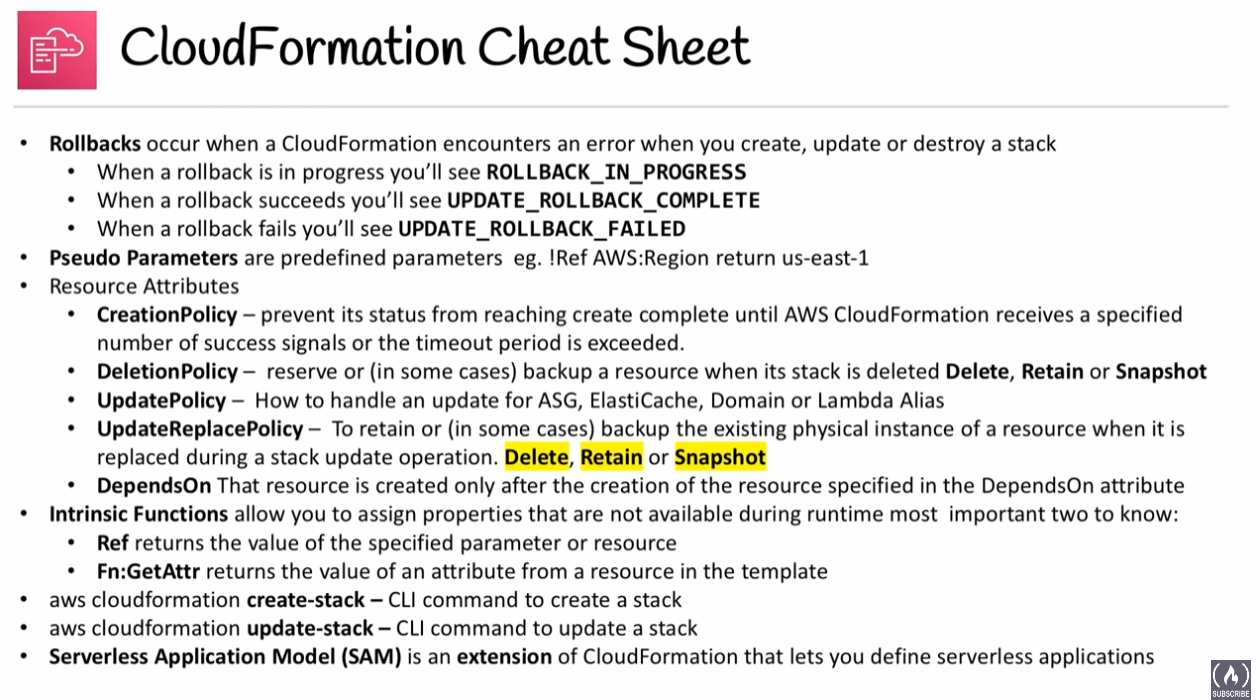 CloudFormation Cheat Sheet
• Rollbacks occur when a CloudFormation encounters an error when you create, update or destroy a stack
• When a rollback is in progress you'll see ROLLBACK_IN_PROGRESS
• When a rollback succeeds you'll see UPDATE_ROLLBACK_COMPLETE
• When a rollback fails you'll see UPDATE_ROLLBACK_FAILED
• Pseudo Parameters are predefined parameters eg. !Ref AWS:Region return us-east-1
• Resource Attributes
• CreationPolicy – prevent its status from reaching create complete until AWS CloudFormation receives a specified
number of success signals or the timeout period is exceeded.
• DeletionPolicy – reserve or (in some cases) backup a resource when its stack is deleted Delete, Retain or Snapshot
• UpdatePolicy – How to handle an update for ASG, ElastiCache, Domain or Lambda Alias
• UpdateReplacePolicy – To retain or (in some cases) backup the existing physical instance of a resource when it is
replaced during a stack update operation. Delete, Retain or Snapshot
• DependsOn That resource is created only after the creation of the resource specified in the DependsOn attribute
• Intrinsic Functions allow you to assign properties that are not available during runtime most important two to know:
• Ref returns the value of the specified parameter or resource
• Fn:GetAttr returns the value of an attribute from a resource in the template
• aws cloudformation create-stack – CLI command to create a stack
• aws cloudformation update-stack – CLI command to update a stack
• Serverless Application Model (SAM) is an extension of CloudFormation that lets you define serverless applications
SUBSCRIBE